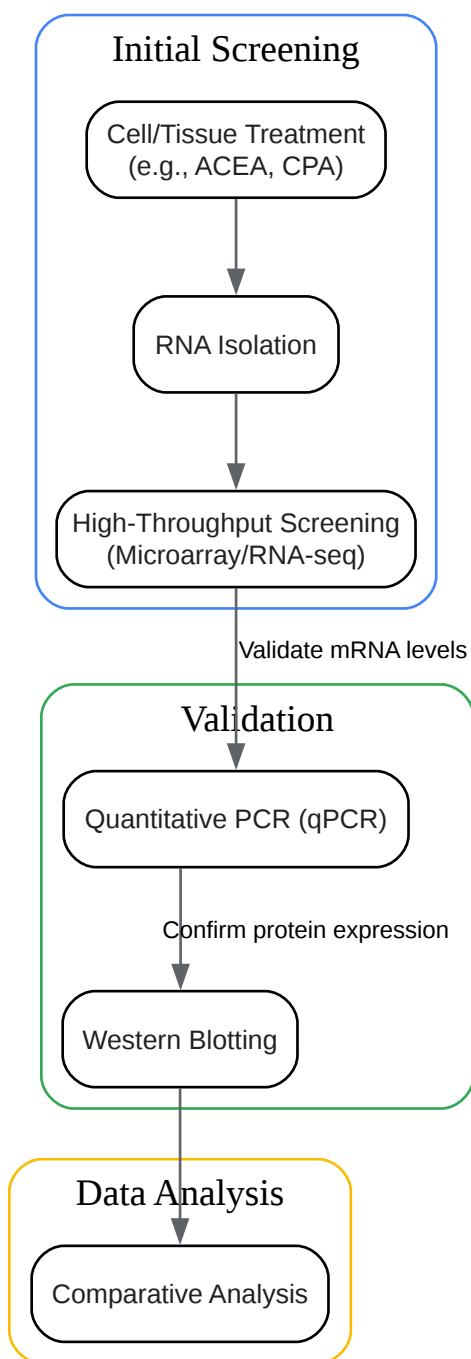 Initial Screening
Cell/Tissue Treatment
(e.g., ACEA, CPA)
RNA Isolation
High-Throughput Screening
(Microarray/RNA-seq)
Validate mRNA levels
Validation
Quantitative PCR (qPCR)
Confirm protein expression
Western Blotting
Data Analysis
Comparative Analysis